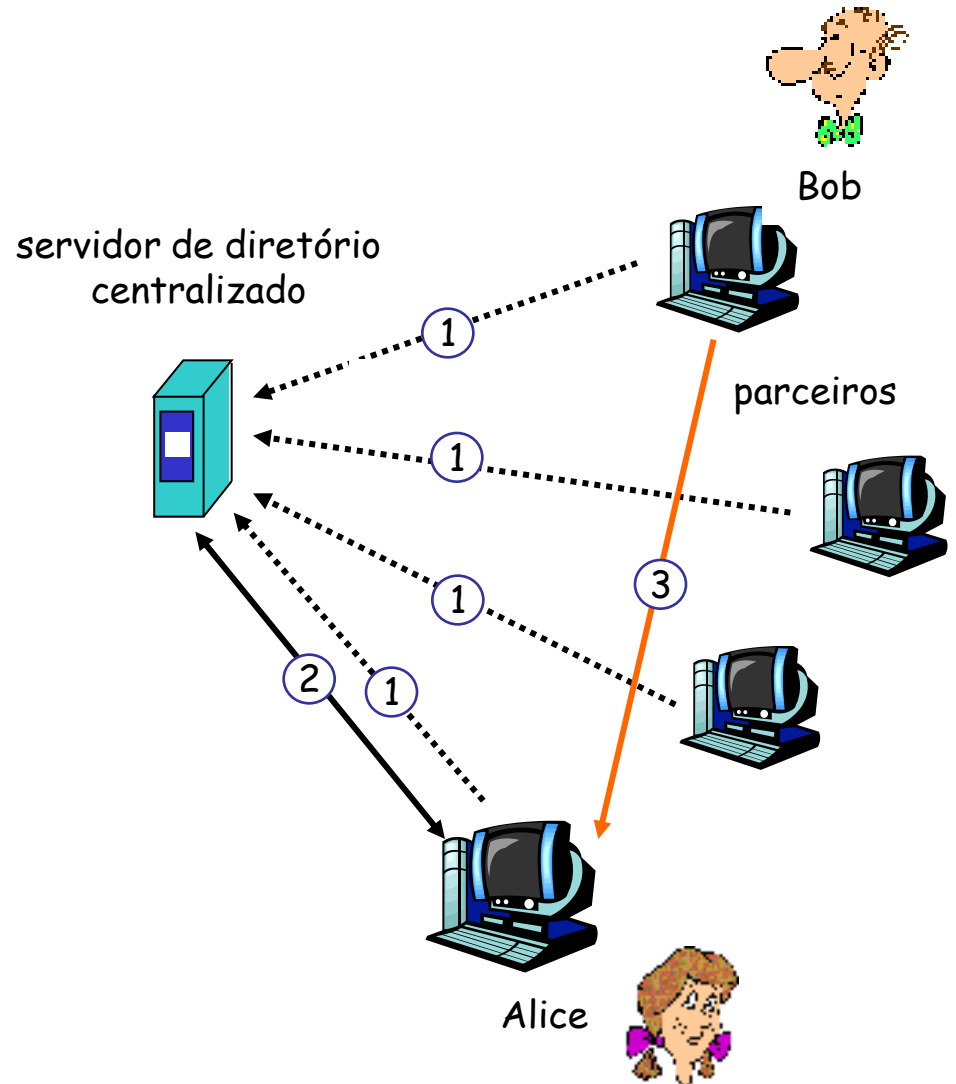 Bob
servidor de diretório
centralizado
1
parceiros
1
1
3
2
1
Alice